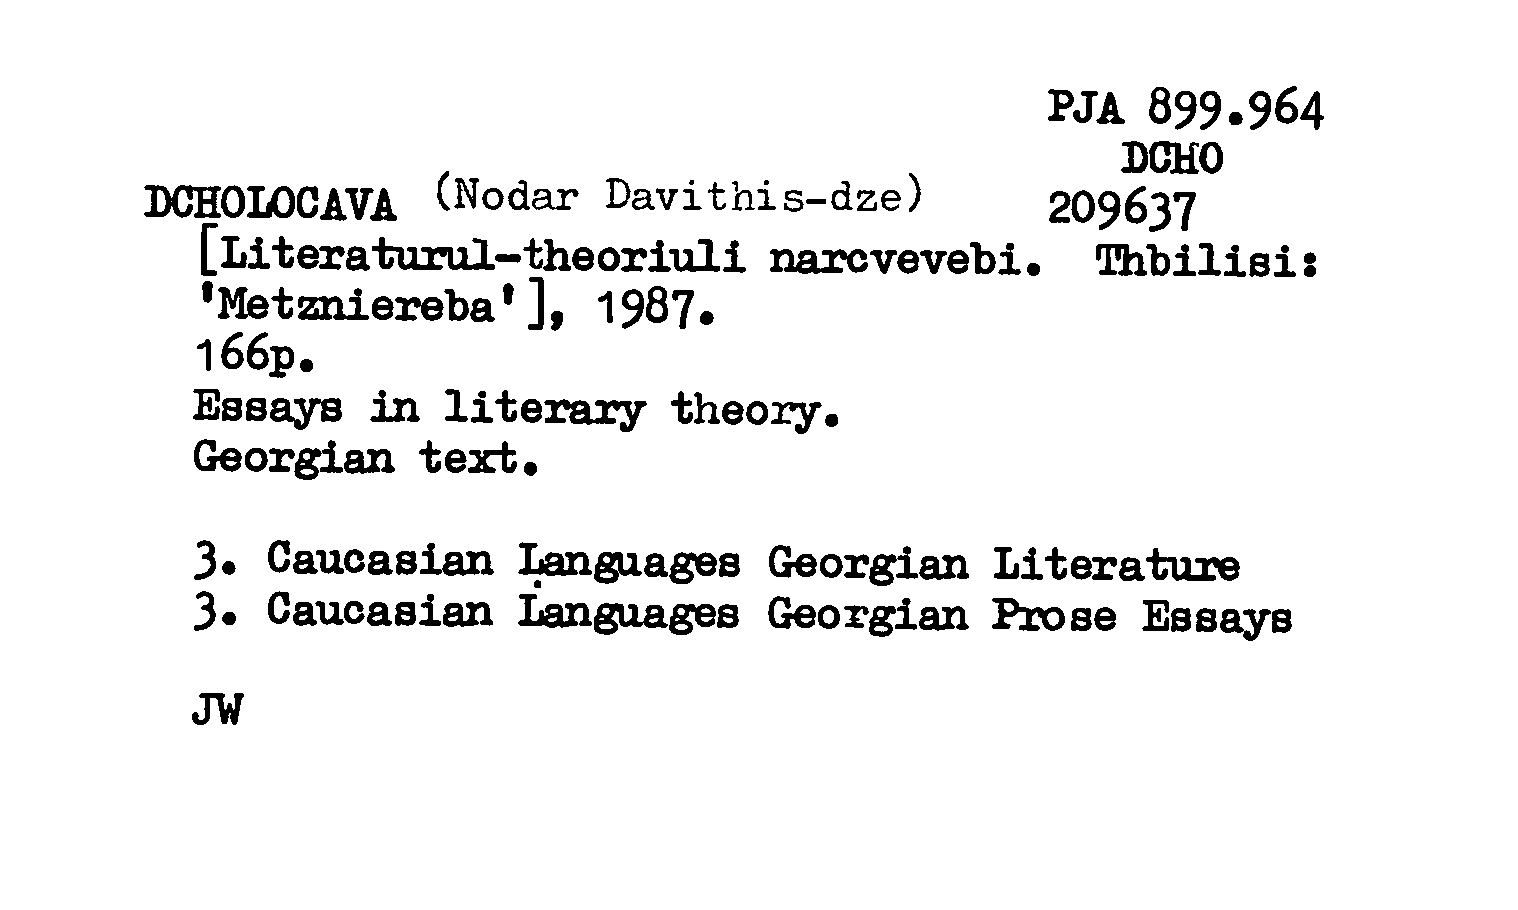 PJA 899.964
DCHO
DCHOLOCAVA (Nodar Davithis-dze) 209637
[Literaturul-theoriuli narcvevebi. Thbilisi:
'Metzniereba'], 1987.
166p.
Essays in literary theory.
Georgian text.
3. Caucasian Languages Georgian Literature
3. Caucasian Languages Georgian Prose Essays
JW